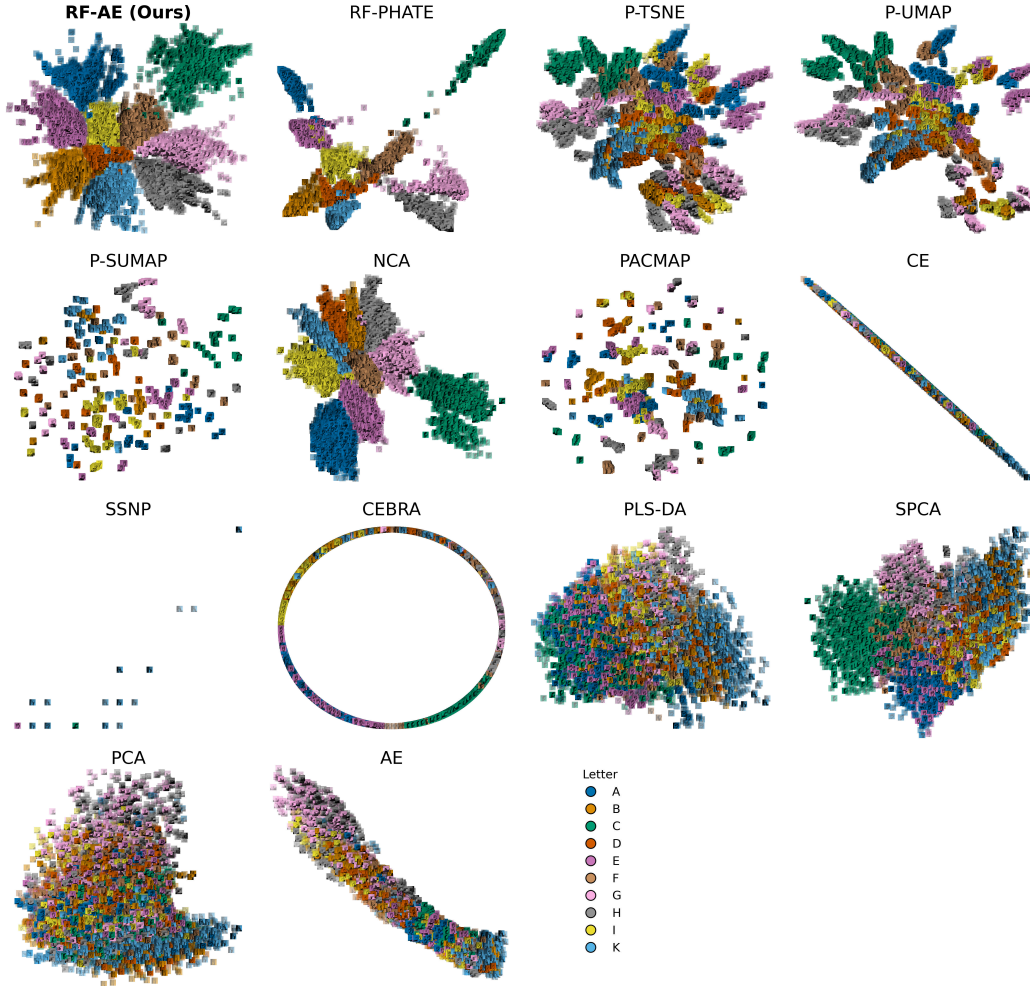 RF-AE (Ours)
RF-PHATE
P-TSNE
P-UMAP
P-SUMAP
NCA
PACMAP
CE
SSNP
CEBRA
PLS-DA
SPCA
PCA
AE
Letter
A
B
C
D
E
F
G
H
I
K